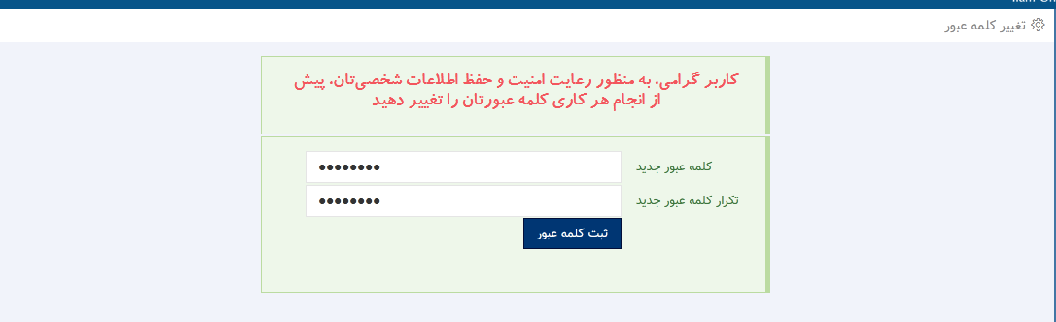 تغییر کلمه عبور
کاربر گرامی، به منظور رعایت امنیت و حفظ اطلاعات شخصی‌تان، پیش
از انجام هر کاری کلمه عبورتان را تغییر دهید
کلمه عبور جدید
تکرار کلمه عبور جدید
ثبت کلمه عبور